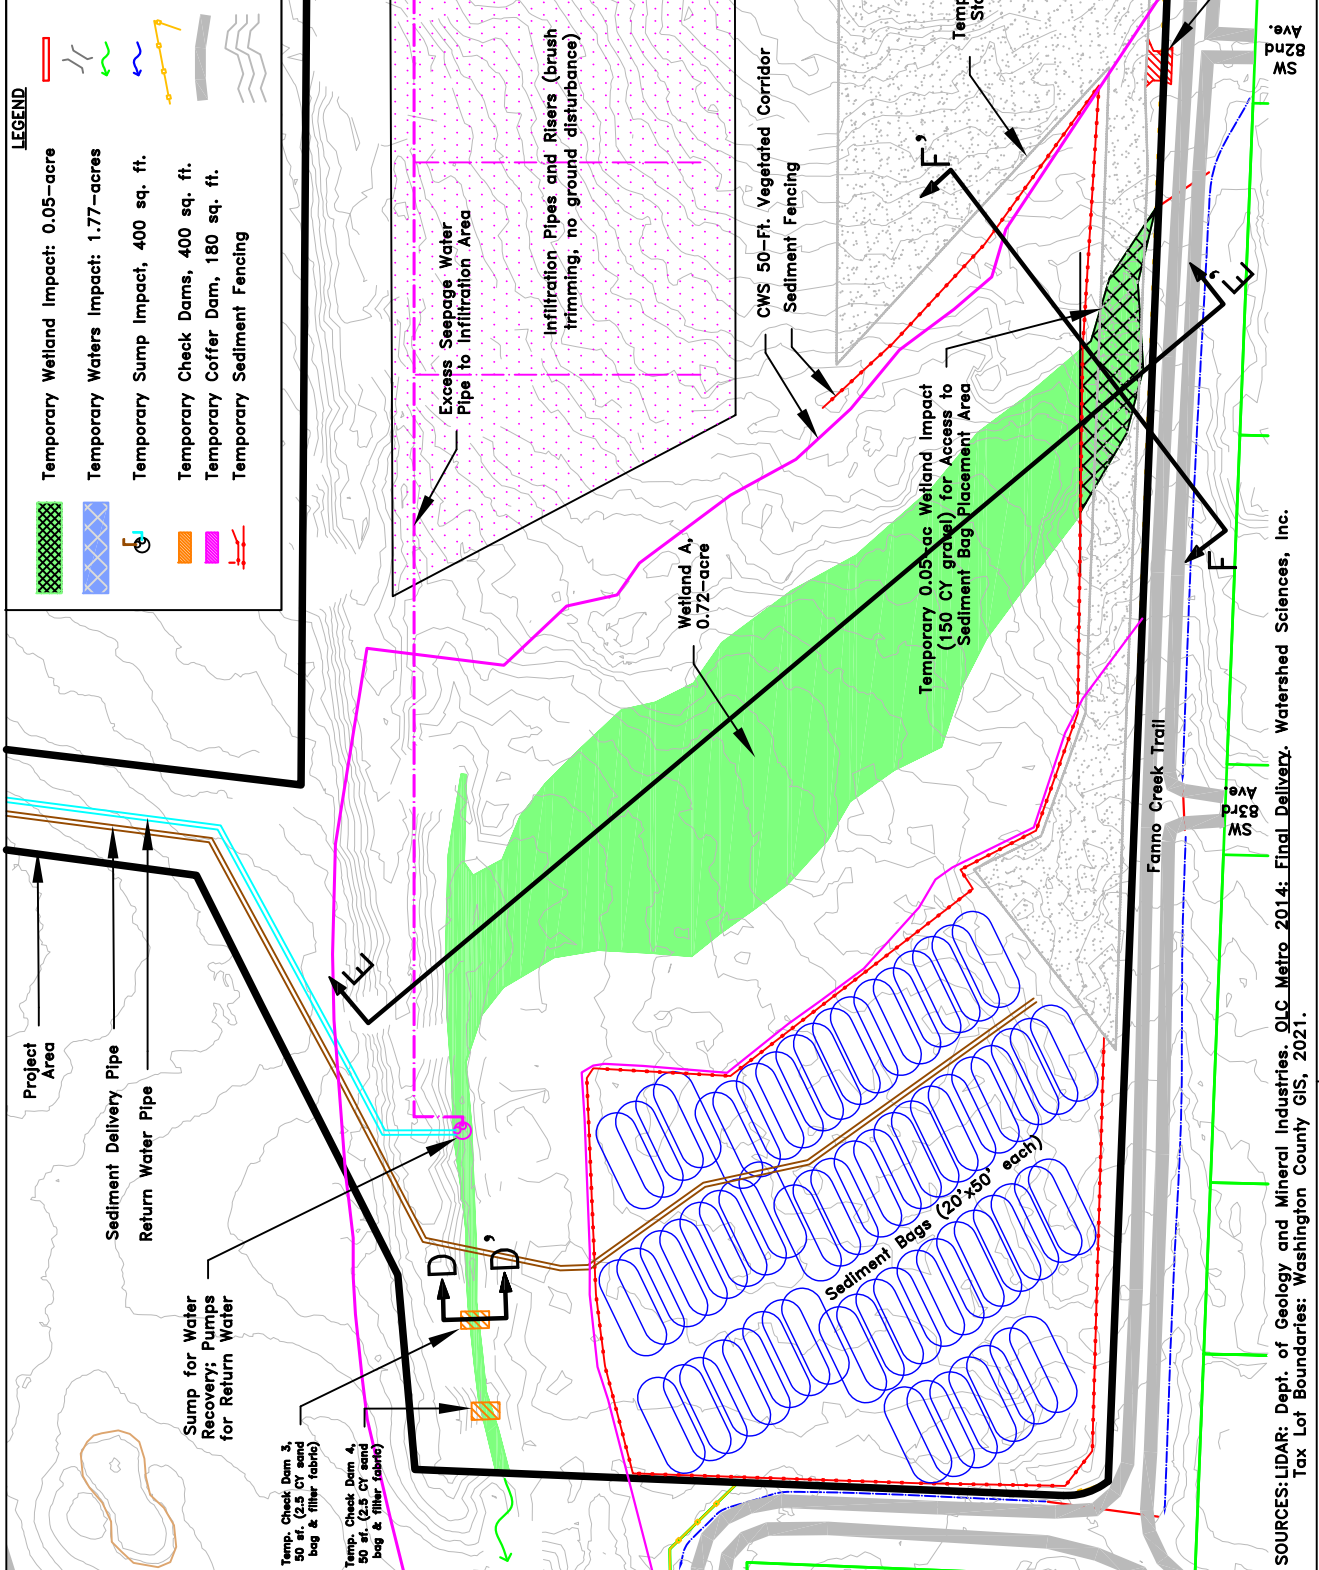 LEGEND
Temporary Wetland Impact: 0.05-acre
Temporary Waters Impact: 1.77-acres
Temporary Sump Impact, 400 sq. ft.
Temporary Check Dams, 400 sq. ft.
Temporary Coffer Dam, 180 sq. ft.
Temporary Sediment Fencing
Project
Area
Sediment Delivery Pipe
Return Water Pipe
Sump for Water
Recovery; Pumps
for Return Water
Temp. Check Dam 3,
50 sf. (2.5 CY sand
bag & filter fabric)
Temp. Check Dam 4,
50 sf. (2.5 CY sand
bag & filter fabric)
Excess Seepage Water
Pipe to Infiltration Area
Infiltration Pipes and Risers (brush
trimming, no ground disturbance)
CWS 50-Ft. Vegetated Corridor
Sediment Fencing
Wetland A,
0.72-acre
Temporary 0.05-ac Wetland Impact
(150 CY gravel) for Access to
Sediment Bag Placement Area
Sediment Bags (20'x50' each)
Fanno Creek Trail
SW
82nd
Ave.
SW
83rd
Ave.
D
D'
E
E'
F
F'
SOURCES: LiDAR: Dept. of Geology and Mineral Industries. OLC Metro 2014: Final Delivery. Watershed Sciences, Inc.
Tax Lot Boundaries: Washington County GIS, 2021.